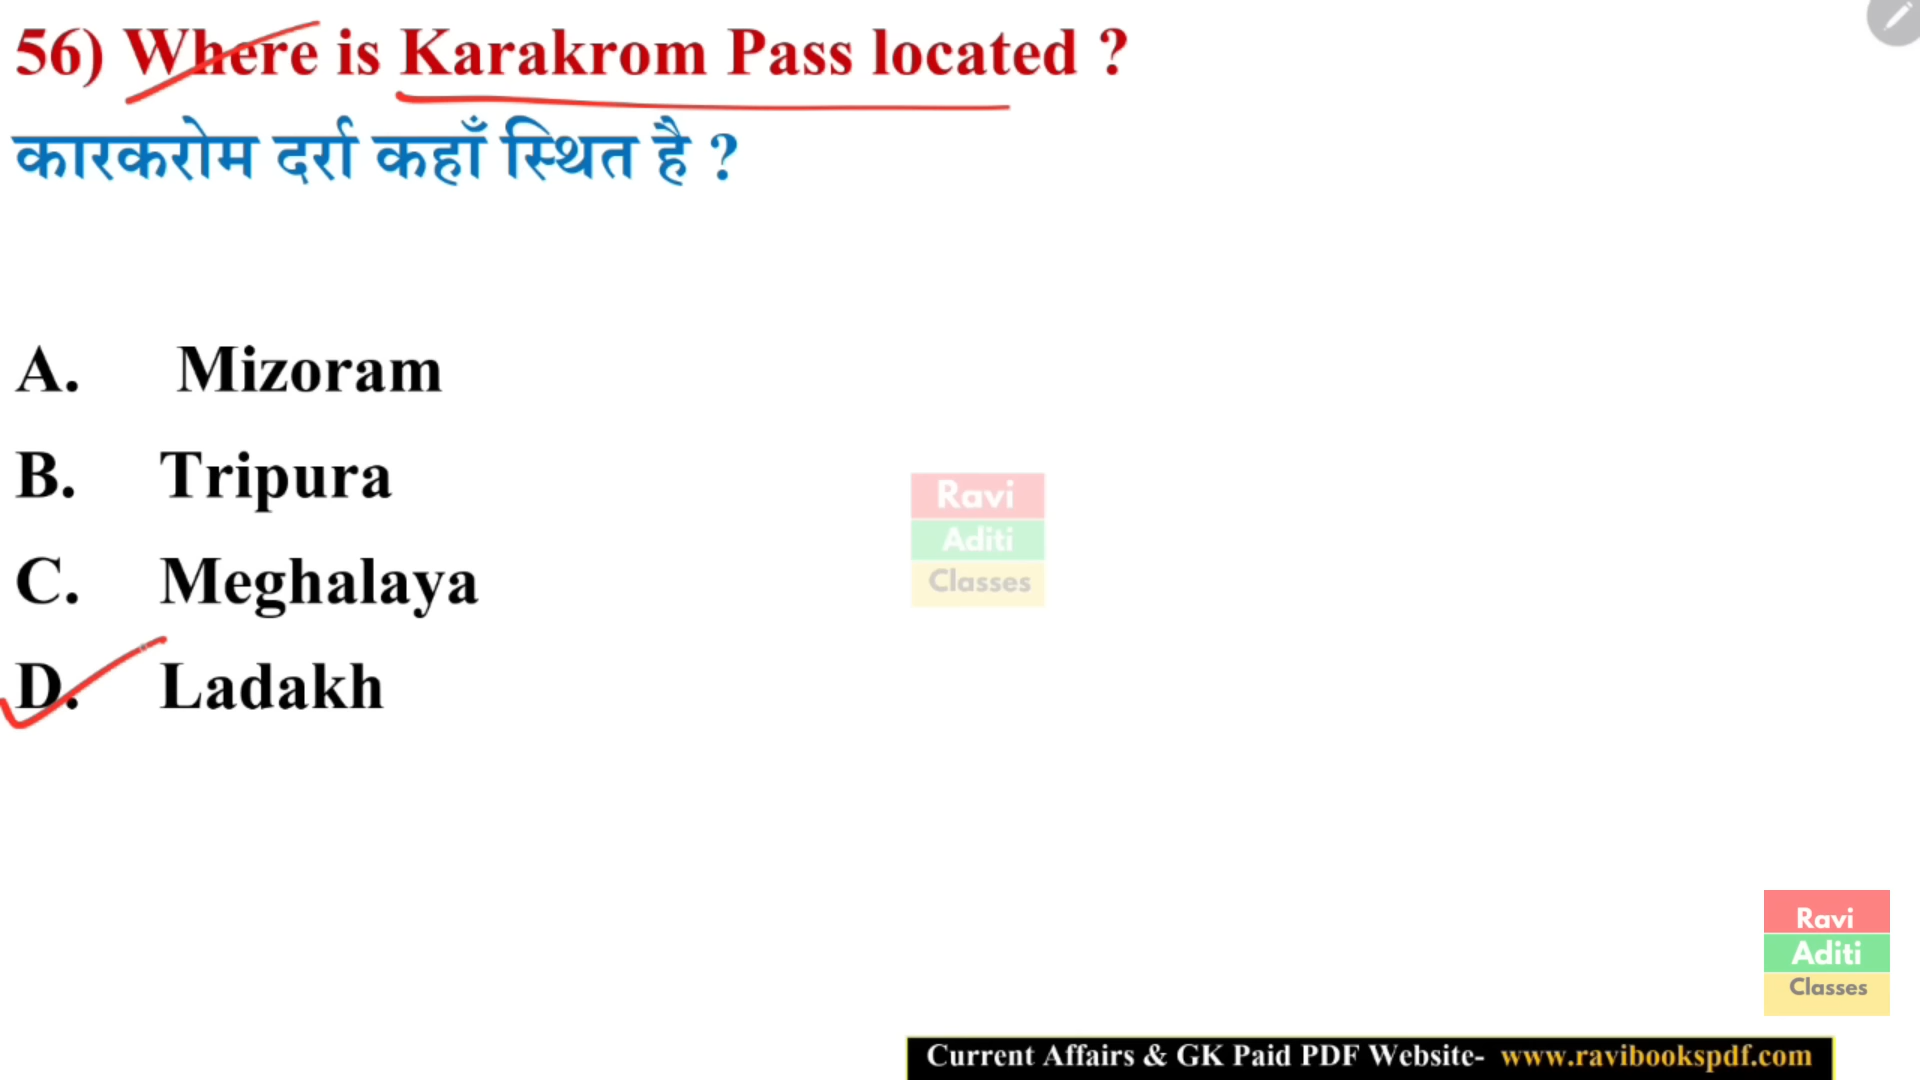 56) Where is Karakrom Pass located ?
कारकरोम दर्रा कहाँ स्थित है ?
A. Mizoram
B. Tripura
C. Meghalaya
D. Ladakh
Ravi
Aditi
Classes
Ravi
Aditi
Classes
Current Affairs & GK Paid PDF Website- www.ravibookspdf.com